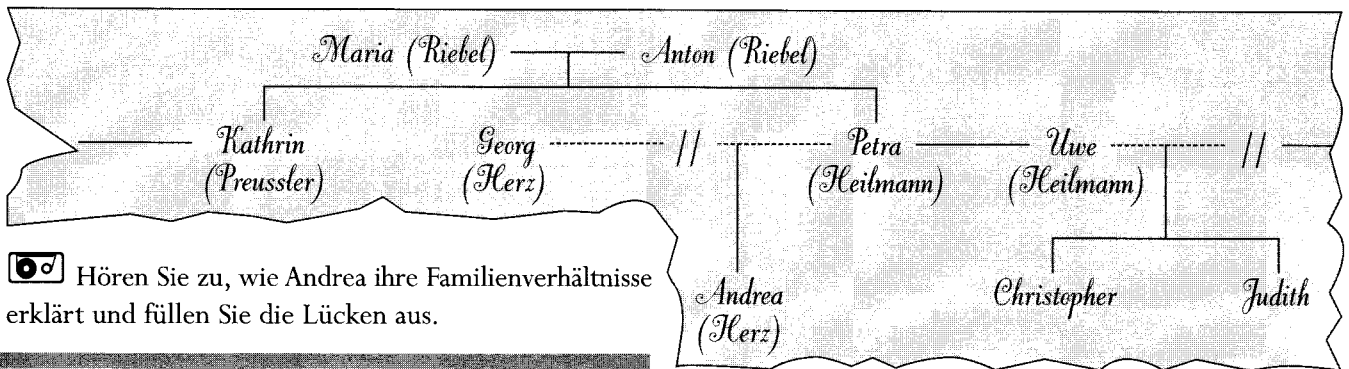 Maria (Riebel) Anton (Riebel)
Kathrin Georg // Petra Uwe //
(Preussler) (Herz) (Heilmann) (Heilmann)
Hören Sie zu, wie Andrea ihre Familienverhältnisse
erklärt und füllen Sie die Lücken aus.
Andrea Christopher Judith
(Herz)